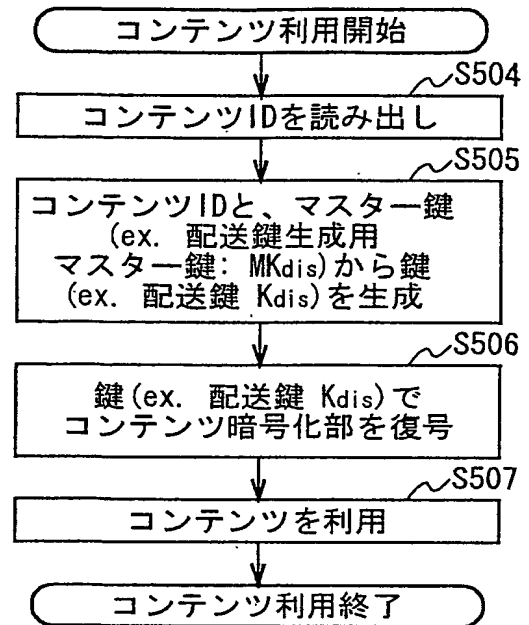 コンテンツ利用開始
S504
コンテンツIDを読み出し
S505
コンテンツIDと、マスター鍵
(ex. 配送鍵生成用
マスター鍵: MKdis)から鍵
(ex. 配送鍵 Kdis)を生成
S506
鍵(ex. 配送鍵 Kdis)で
コンテンツ暗号化部を復号
S507
コンテンツを利用
コンテンツ利用終了